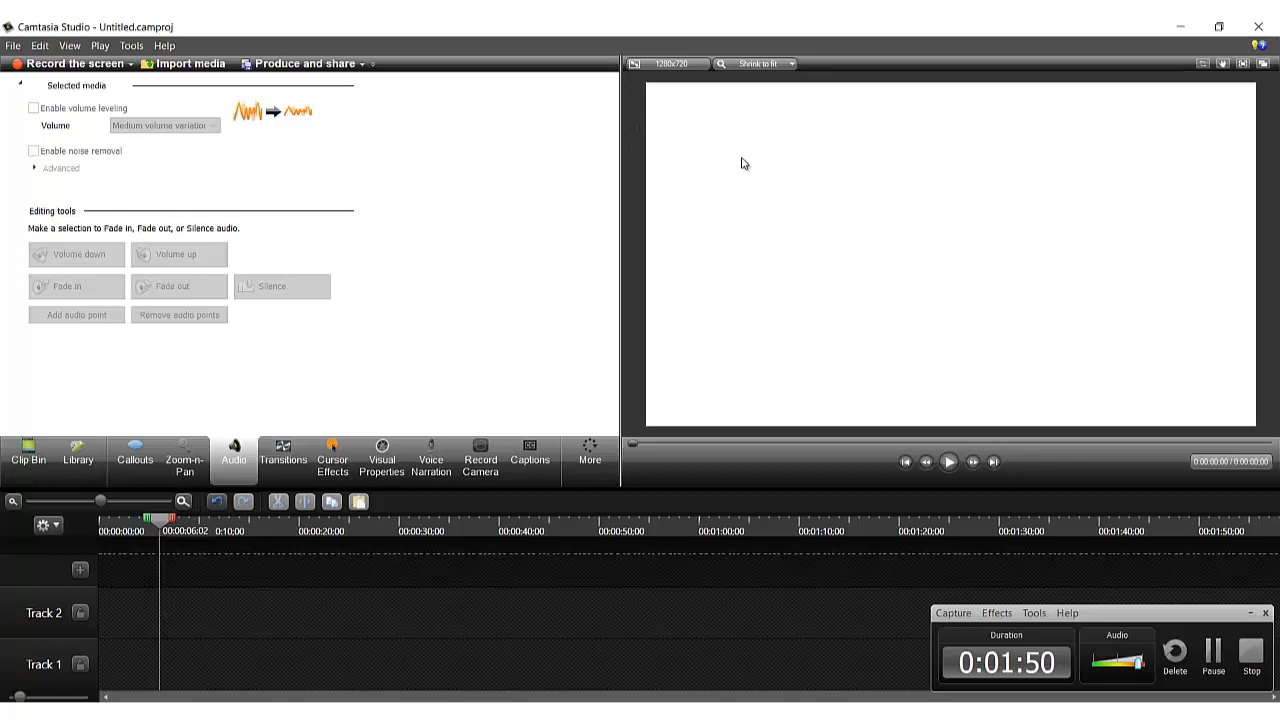 Camtasia Studio - Untitled.camproj
File Edit View Play Tools Help
Record the screen Import media Produce and share
1280x720 Shrink to fit
Selected media
Enable volume leveling
Volume Medium volume variation
Enable noise removal
Advanced
Editing tools
Make a selection to Fade in, Fade out, or Silence audio.
Volume down Volume up
Fade in Fade out Silence
Add audio point Remove audio points
Clip Bin Library Callouts Zoom-n-Pan Audio Transitions Cursor Effects Visual Properties Voice Narration Record Camera Captions More
0:00:00:00 / 0:00:00:00
00:00:00;00 00:00:06;02 0:10;00 00:00:20;00 00:00:30;00 00:00:40;00 00:00:50;00 00:01:00;00 00:01:10;00 00:01:20;00 00:01:30;00 00:01:40;00 00:01:50;00
Track 2
Track 1
Capture Effects Tools Help
Duration Audio
0:01:50
Delete Pause Stop